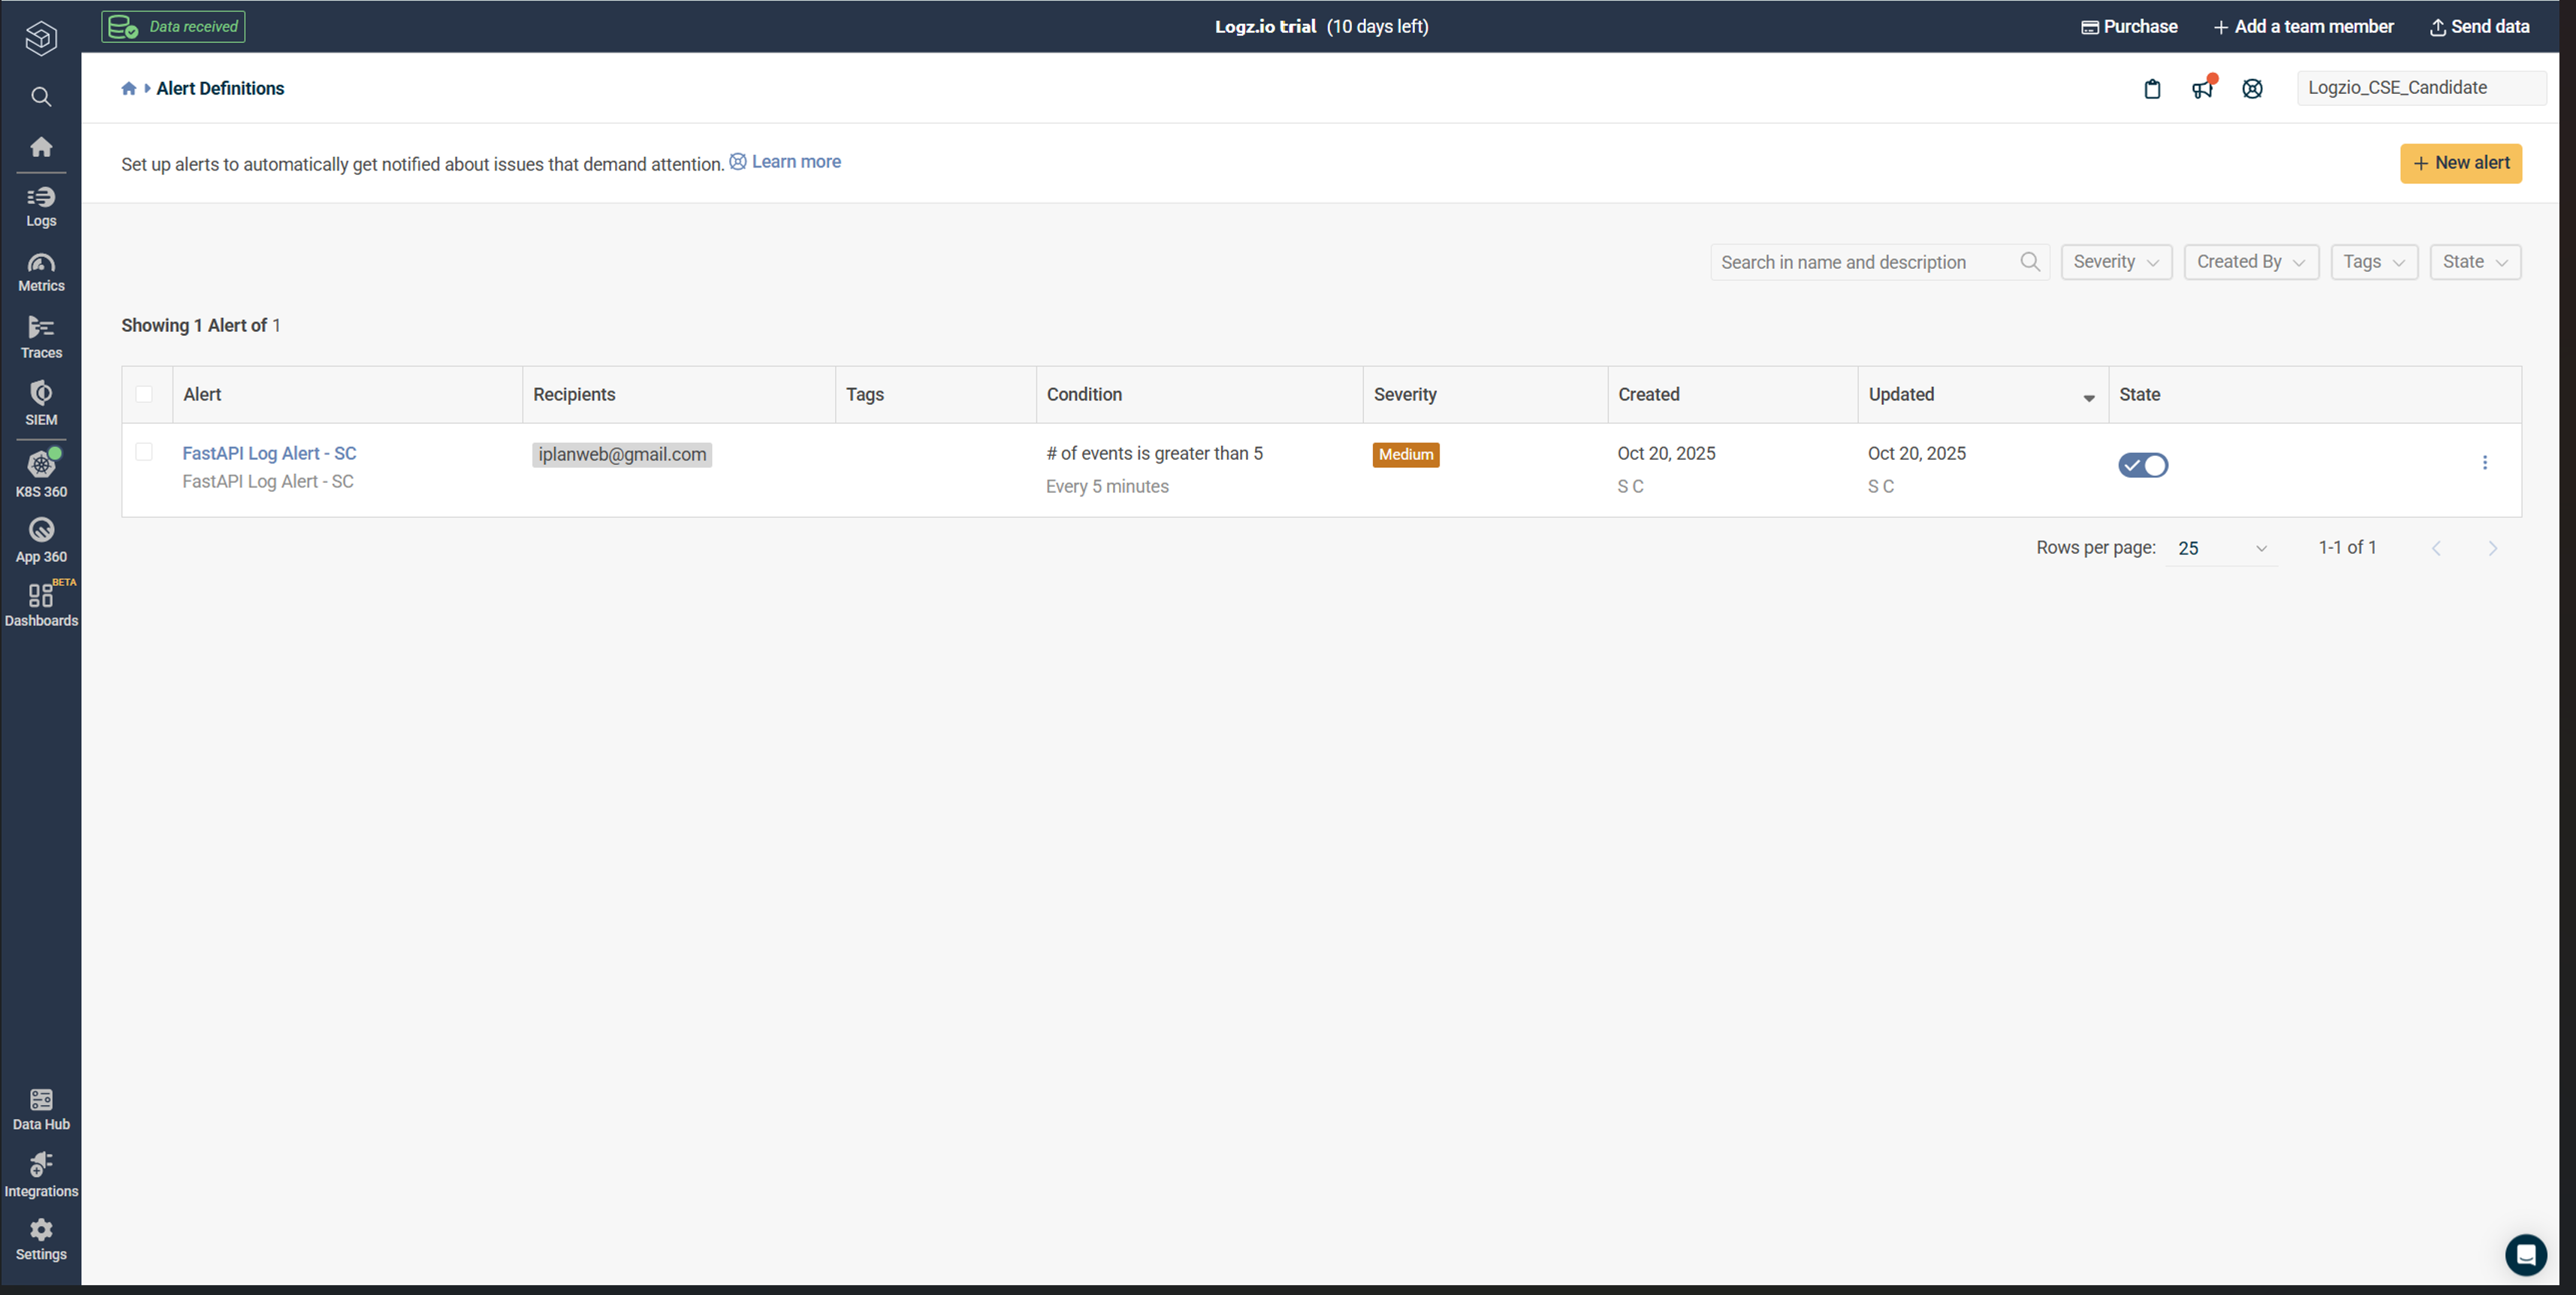 Data received
Logz.io trial (10 days left)
Purchase
Add a team member
Send data
Alert Definitions
Logzio_CSE_Candidate
Set up alerts to automatically get notified about issues that demand attention. Learn more
+ New alert
Logs
Metrics
Traces
SIEM
K8S 360
App 360
BETA
Dashboards
Data Hub
Integrations
Settings
Search in name and description
Severity
Created By
Tags
State
Showing 1 Alert of 1
Alert
Recipients
Tags
Condition
Severity
Created
Updated
State
FastAPI Log Alert - SC
FastAPI Log Alert - SC
iplanweb@gmail.com
# of events is greater than 5
Every 5 minutes
Medium
Oct 20, 2025
S C
Oct 20, 2025
S C
Rows per page: 25
1-1 of 1